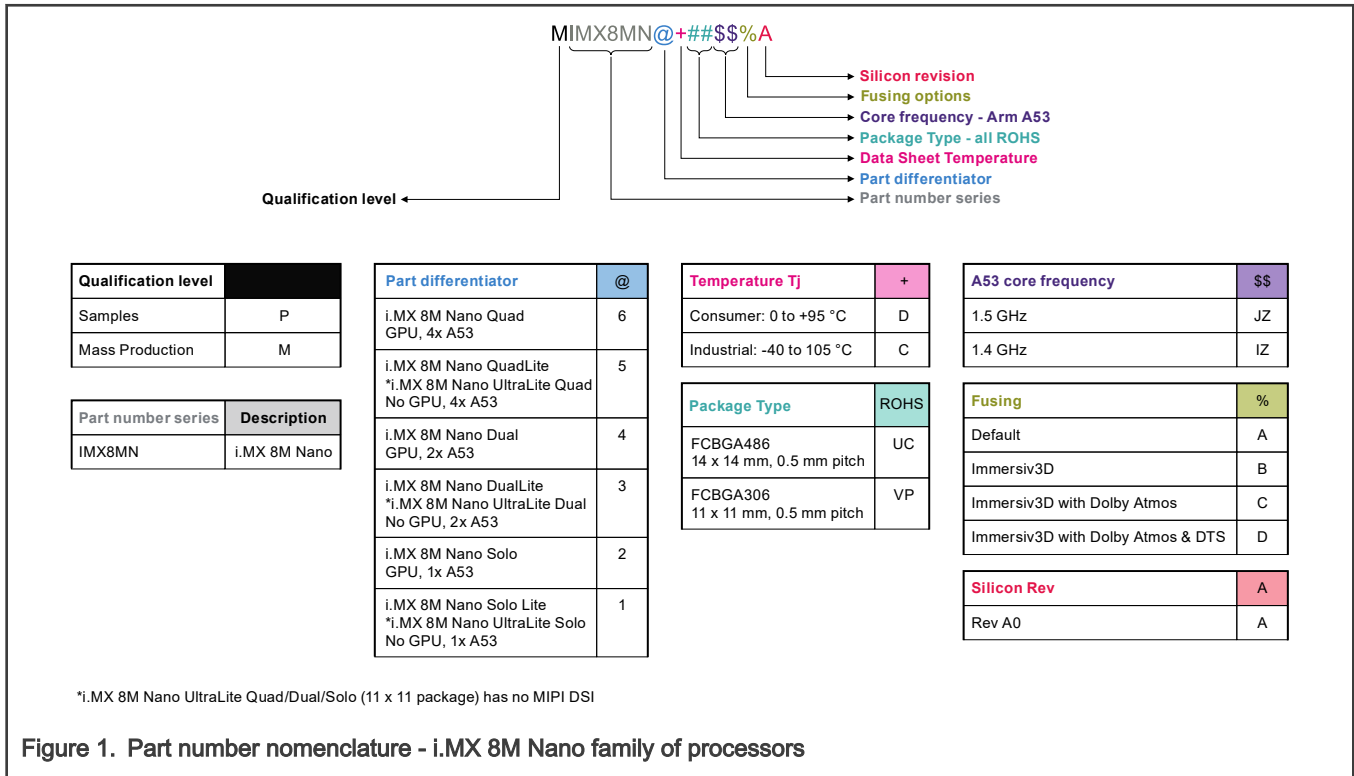 MIMX8MN@+##$$%A
Silicon revision
Fusing options
Core frequency - Arm A53
Package Type - all ROHS
Data Sheet Temperature
Part differentiator
Qualification level
Part number series
Qualification level
Samples P
Mass Production M
Part number series Description
IMX8MN i.MX 8M Nano
Part differentiator @
i.MX 8M Nano Quad 6
GPU, 4x A53
i.MX 8M Nano QuadLite 5
*i.MX 8M Nano UltraLite Quad
No GPU, 4x A53
i.MX 8M Nano Dual 4
GPU, 2x A53
i.MX 8M Nano DualLite 3
*i.MX 8M Nano UltraLite Dual
No GPU, 2x A53
i.MX 8M Nano Solo 2
GPU, 1x A53
i.MX 8M Nano Solo Lite 1
*i.MX 8M Nano UltraLite Solo
No GPU, 1x A53
Temperature Tj +
Consumer: 0 to +95 °C D
Industrial: -40 to 105 °C C
Package Type ROHS
FCBGA486 UC
14 x 14 mm, 0.5 mm pitch
FCBGA306 VP
11 x 11 mm, 0.5 mm pitch
A53 core frequency $$
1.5 GHz JZ
1.4 GHz IZ
Fusing %
Default A
Immersiv3D B
Immersiv3D with Dolby Atmos C
Immersiv3D with Dolby Atmos & DTS D
Silicon Rev A
Rev A0 A
*i.MX 8M Nano UltraLite Quad/Dual/Solo (11 x 11 package) has no MIPI DSI
Figure 1. Part number nomenclature - i.MX 8M Nano family of processors